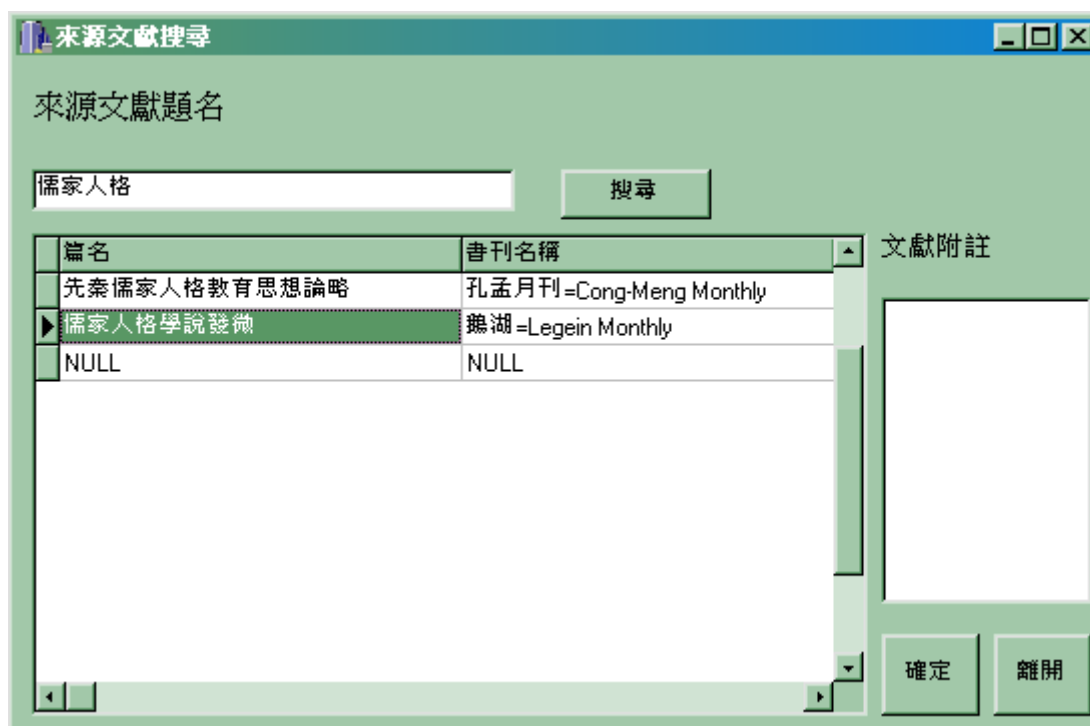 來源文獻搜尋
來源文獻題名
儒家人格 搜尋
篇名 書刊名稱 文獻附註
先秦儒家人格教育思想論略 孔孟月刊=Cong-Meng Monthly
儒家人格學說發微 鵝湖=Legein Monthly
NULL NULL
確定 離開